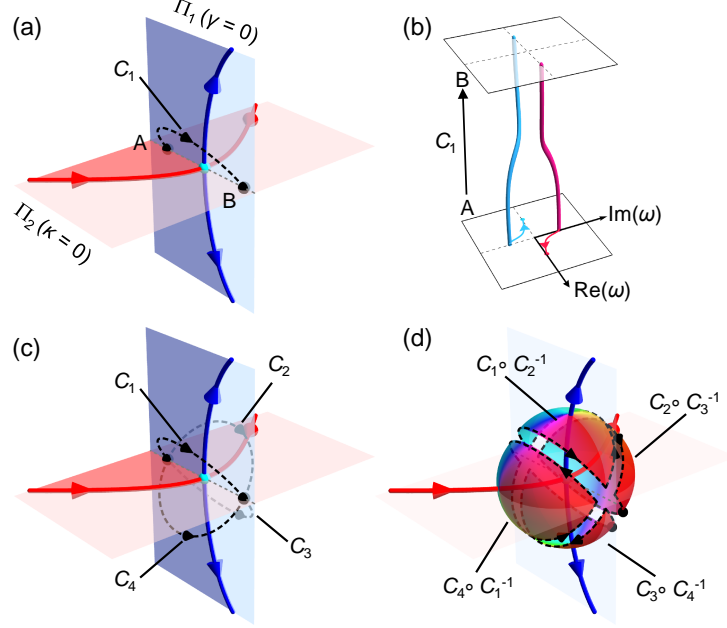 (a)
Π₁ (γ = 0)
C₁
A
B
Π₂ (κ = 0)
(b)
B
C₁
A
Im(ω)
Re(ω)
(c)
C₁
C₂
C₃
C₄
(d)
C₁∘ C₂⁻¹
C₂∘ C₃⁻¹
C₄∘ C₁⁻¹
C₃∘ C₄⁻¹